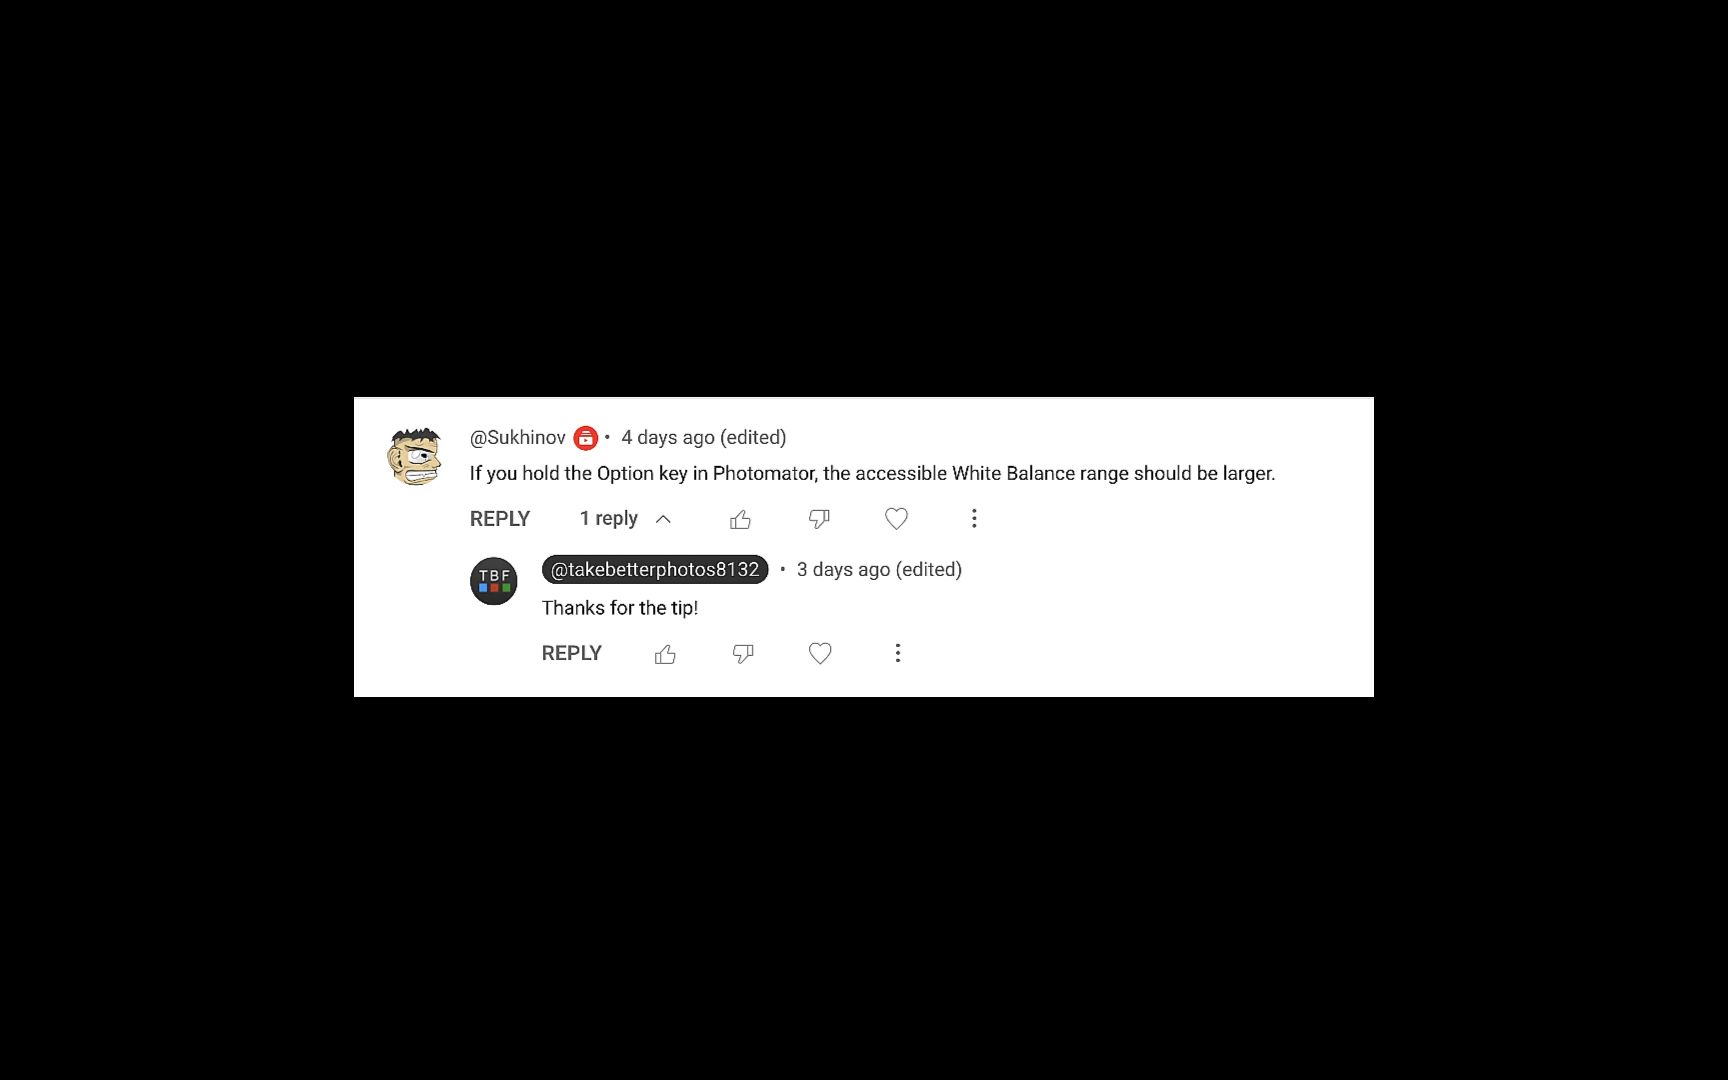 @Sukhinov • 4 days ago (edited)
If you hold the Option key in Photomator, the accessible White Balance range should be larger.
REPLY 1 reply
TBF @takebetterphotos8132 • 3 days ago (edited)
Thanks for the tip!
REPLY